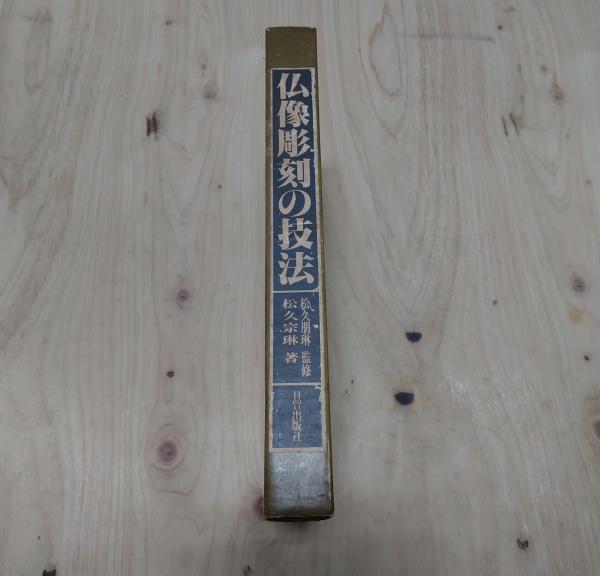 仏像彫刻の技法
松久朋琳 監修
松久宗琳 著
日貿出版社